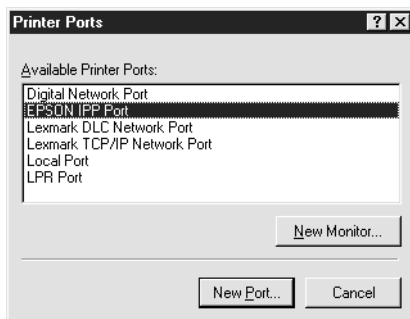 Printer Ports
Available Printer Ports:
Digital Network Port
EPSON IPP Port
Lexmark DLC Network Port
Lexmark TCP/IP Network Port
Local Port
LPR Port
New Monitor...
New Port...
Cancel